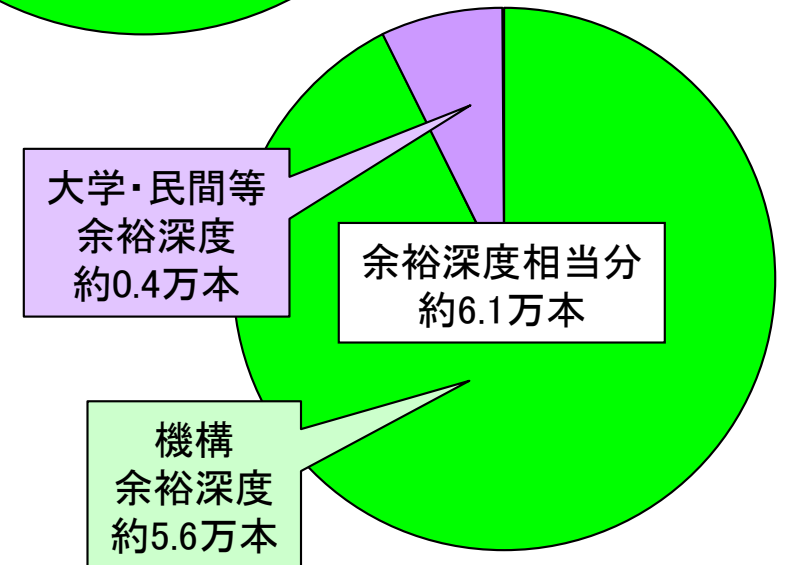 大学・民間等
余裕深度
約0.4万本
余裕深度相当分
約6.1万本
機構
余裕深度
約5.6万本